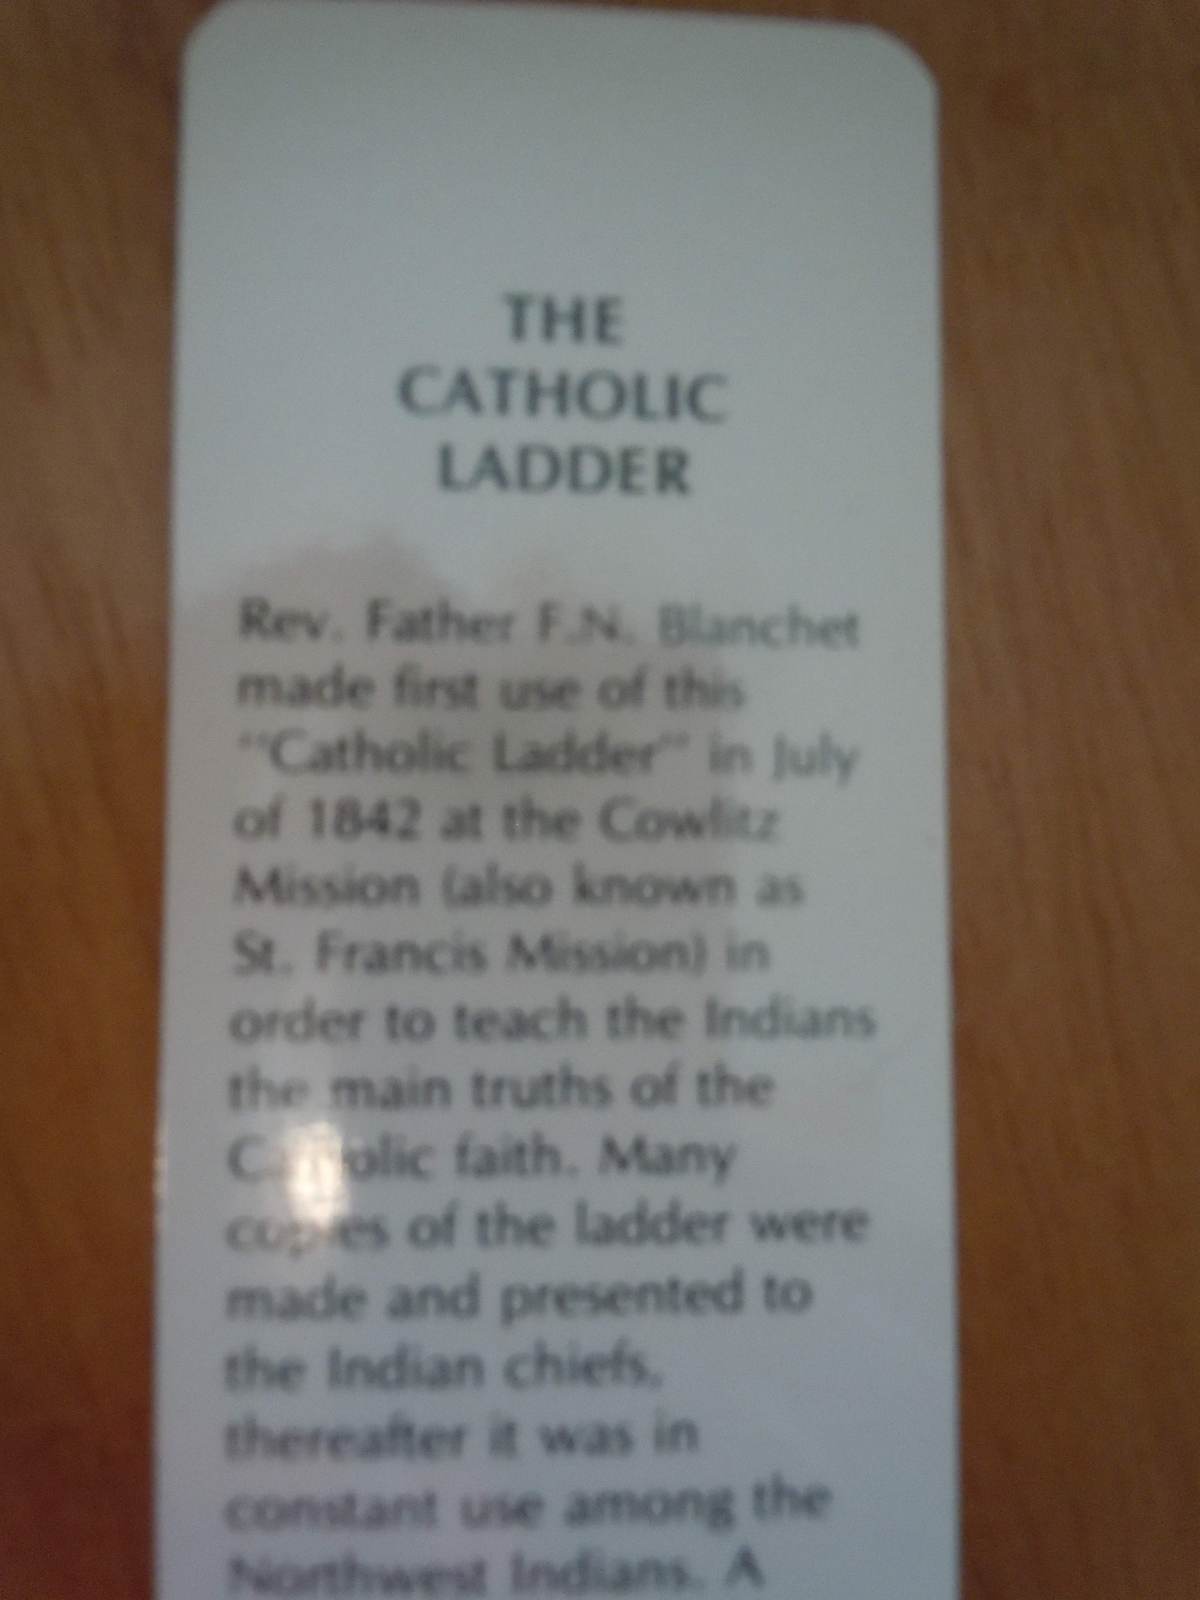 THE
CATHOLIC
LADDER
Rev. Father F.N. Blanchet
made first use of this
"Catholic Ladder" in July
of 1842 at the Cowlitz
Mission (also known as
St. Francis Mission) in
order to teach the Indians
the main truths of the
Catholic faith. Many
copies of the ladder were
made and presented to
the Indian chiefs,
thereafter it was in
constant use among the
Northwest Indians. A